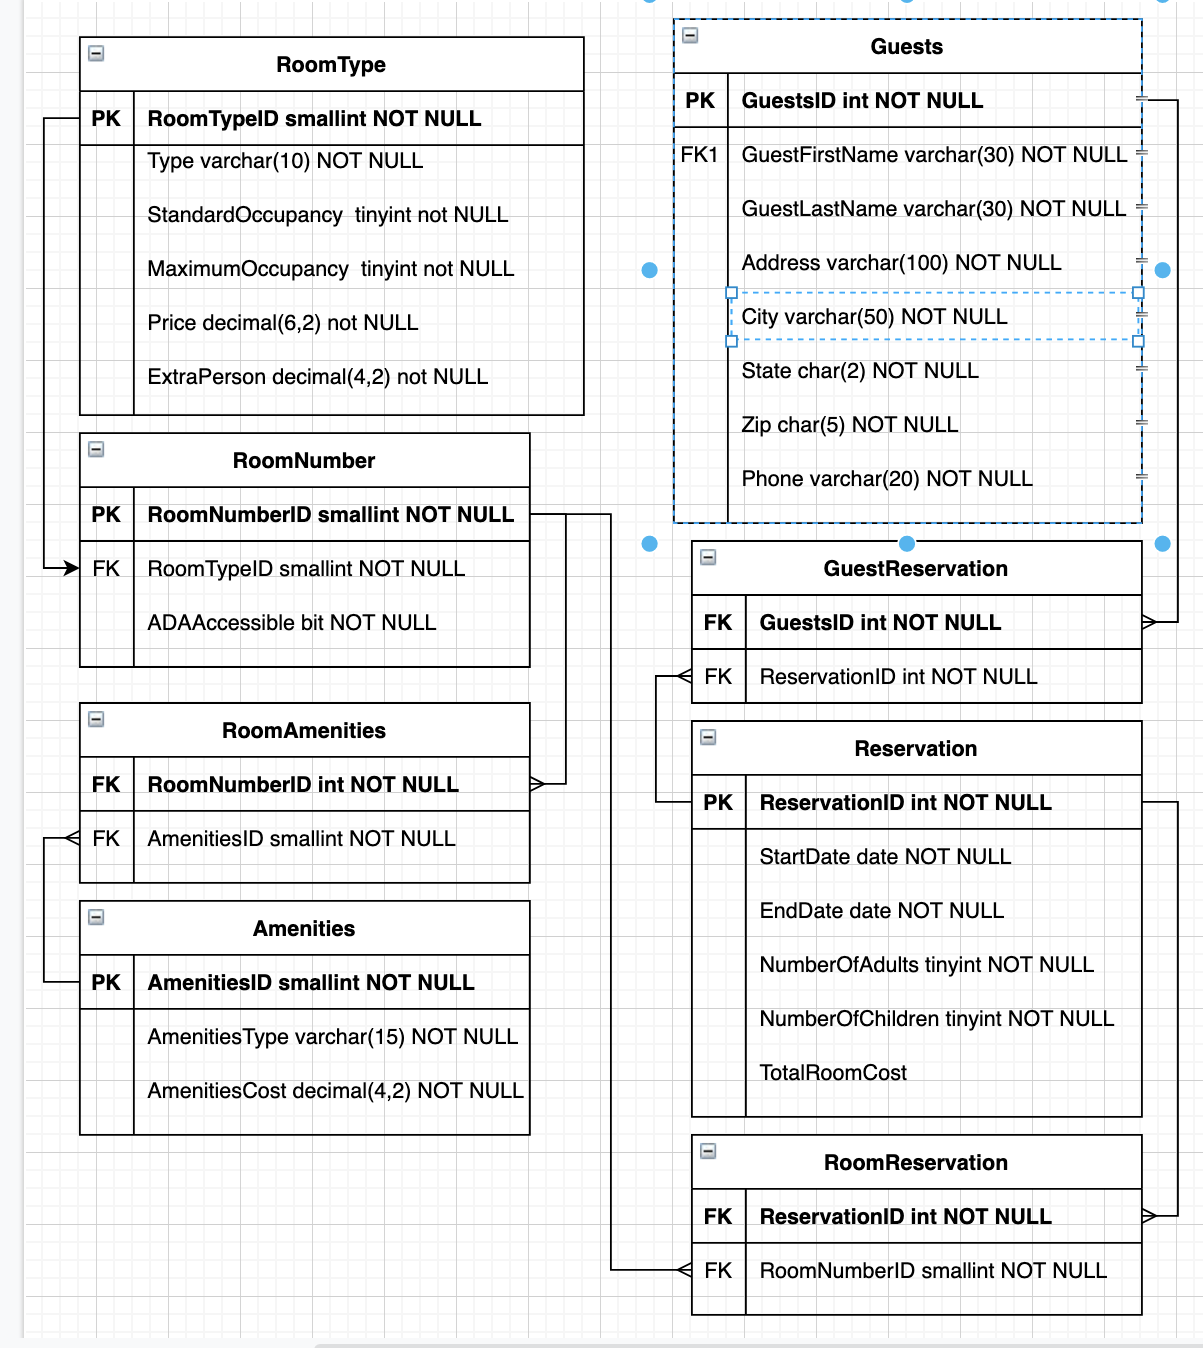 RoomType
PK RoomTypeID smallint NOT NULL
Type varchar(10) NOT NULL
StandardOccupancy  tinyint not NULL
MaximumOccupancy  tinyint not NULL
Price decimal(6,2) not NULL
ExtraPerson decimal(4,2) not NULL
RoomNumber
PK RoomNumberID smallint NOT NULL
FK RoomTypeID smallint NOT NULL
ADAAccessible bit NOT NULL
RoomAmenities
FK RoomNumberID int NOT NULL
FK AmenitiesID smallint NOT NULL
Amenities
PK AmenitiesID smallint NOT NULL
AmenitiesType varchar(15) NOT NULL
AmenitiesCost decimal(4,2) NOT NULL
Guests
PK GuestsID int NOT NULL
FK1 GuestFirstName varchar(30) NOT NULL
GuestLastName varchar(30) NOT NULL
Address varchar(100) NOT NULL
City varchar(50) NOT NULL
State char(2) NOT NULL
Zip char(5) NOT NULL
Phone varchar(20) NOT NULL
GuestReservation
FK GuestsID int NOT NULL
FK ReservationID int NOT NULL
Reservation
PK ReservationID int NOT NULL
StartDate date NOT NULL
EndDate date NOT NULL
NumberOfAdults tinyint NOT NULL
NumberOfChildren tinyint NOT NULL
TotalRoomCost
RoomReservation
FK ReservationID int NOT NULL
FK RoomNumberID smallint NOT NULL